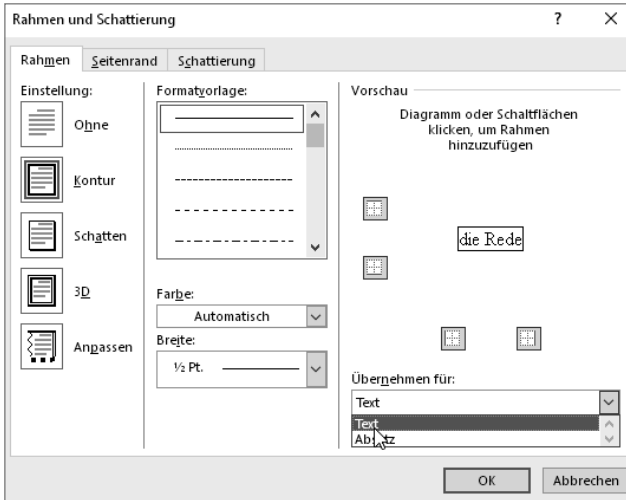 Rahmen und Schattierung
?
Rahmen
Seitenrand
Schattierung
Einstellung:
Ohne
Kontur
Schatten
3D
Anpassen
Formatvorlage:
Farbe:
Automatisch
Breite:
½ Pt.
Vorschau
Diagramm oder Schaltflächen
klicken, um Rahmen
hinzuzufügen
die Rede
Übernehmen für:
Text
Text
Absatz
OK
Abbrechen